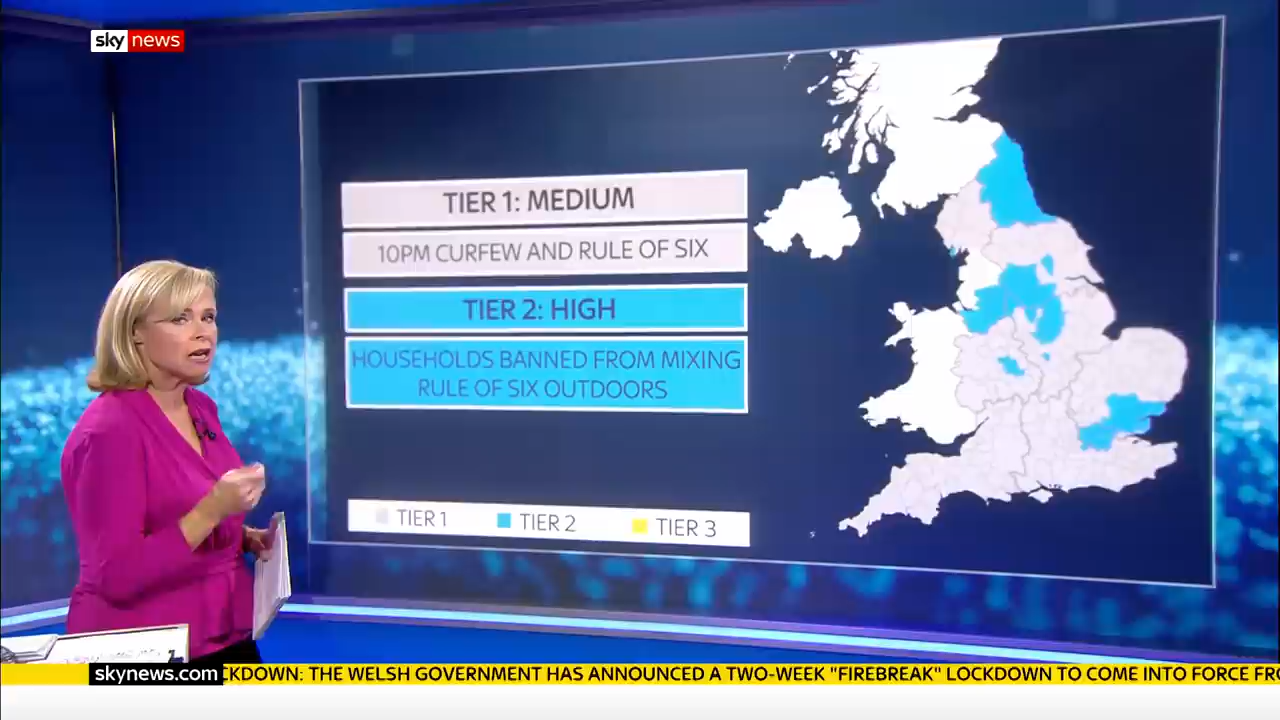 sky news
TIER 1: MEDIUM
10PM CURFEW AND RULE OF SIX
TIER 2: HIGH
HOUSEHOLDS BANNED FROM MIXING
RULE OF SIX OUTDOORS
TIER 1 TIER 2 TIER 3
skynews.com CKDOWN: THE WELSH GOVERNMENT HAS ANNOUNCED A TWO-WEEK "FIREBREAK" LOCKDOWN TO COME INTO FORCE FRO